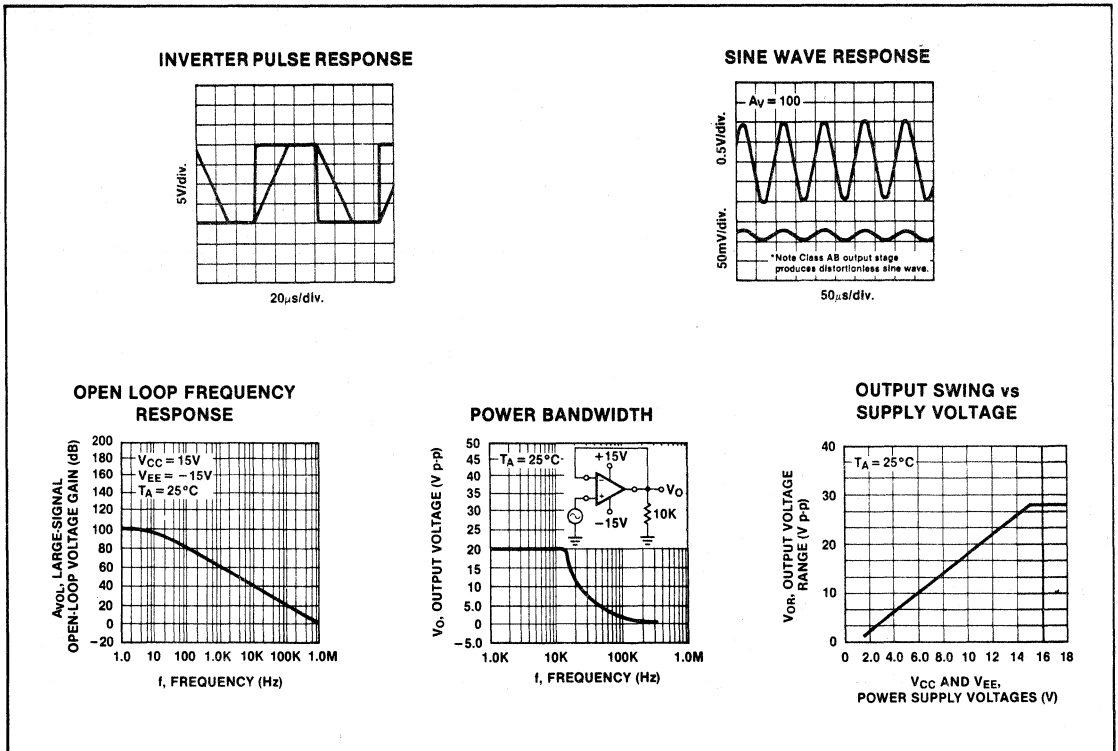 INVERTER PULSE RESPONSE
5V/div.
20µs/div.
SINE WAVE RESPONSE
AV = 100
0.5V/div.
50mV/div.
*Note Class AB output stage
produces distortionless sine wave.
50µs/div.
OPEN LOOP FREQUENCY
RESPONSE
AVOL, LARGE-SIGNAL
OPEN-LOOP VOLTAGE GAIN (dB)
200
180
160
140
120
100
80
60
40
20
0
-20
VCC = 15V
VEE = -15V
TA = 25°C
1.0 10 100 1.0K 10K 100K 1.0M
f, FREQUENCY (Hz)
POWER BANDWIDTH
VO, OUTPUT VOLTAGE (V p-p)
50
45
40
35
30
25
20
15
10
5.0
0
-5.0
TA = 25°C
+15V
-
+
VO
-15V
10K
1.0K 10K 100K 1.0M
f, FREQUENCY (Hz)
OUTPUT SWING vs
SUPPLY VOLTAGE
VOR, OUTPUT VOLTAGE
RANGE (V p-p)
40
30
20
10
0
TA = 25°C
0 2.0 4.0 6.0 8.0 10 12 14 15 16 18
VCC AND VEE,
POWER SUPPLY VOLTAGES (V)